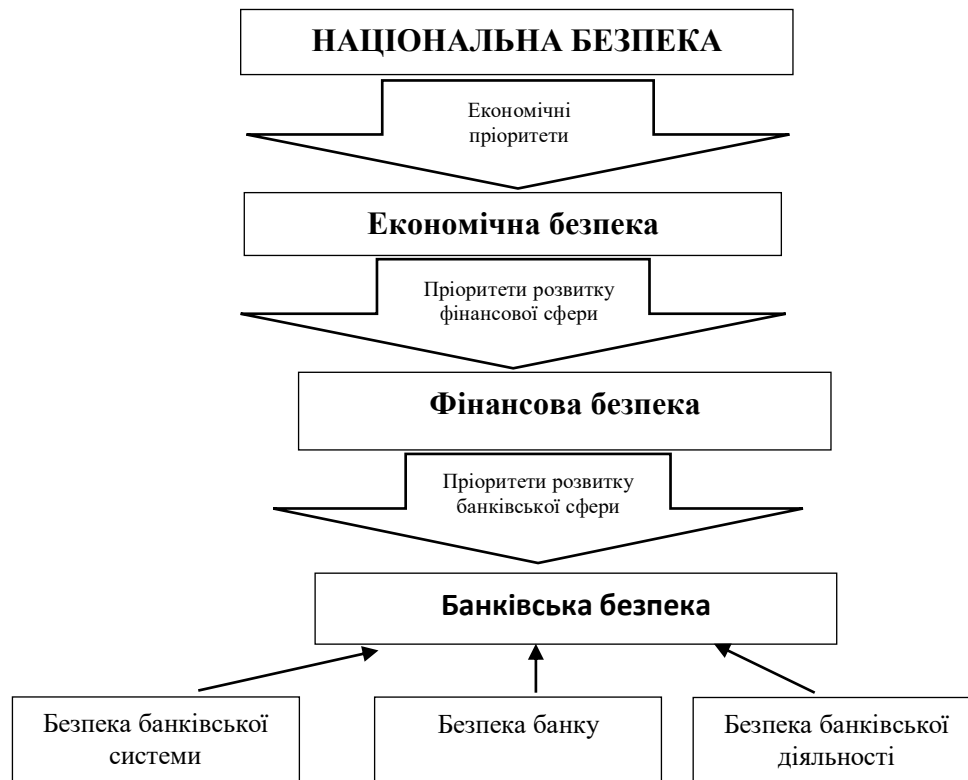 НАЦІОНАЛЬНА БЕЗПЕКА
Економічні
пріоритети
Економічна безпека
Пріоритети розвитку
фінансової сфери
Фінансова безпека
Пріоритети розвитку
банківської сфери
Банківська безпека
Безпека банківської
системи
Безпека банку
Безпека банківської
діяльності